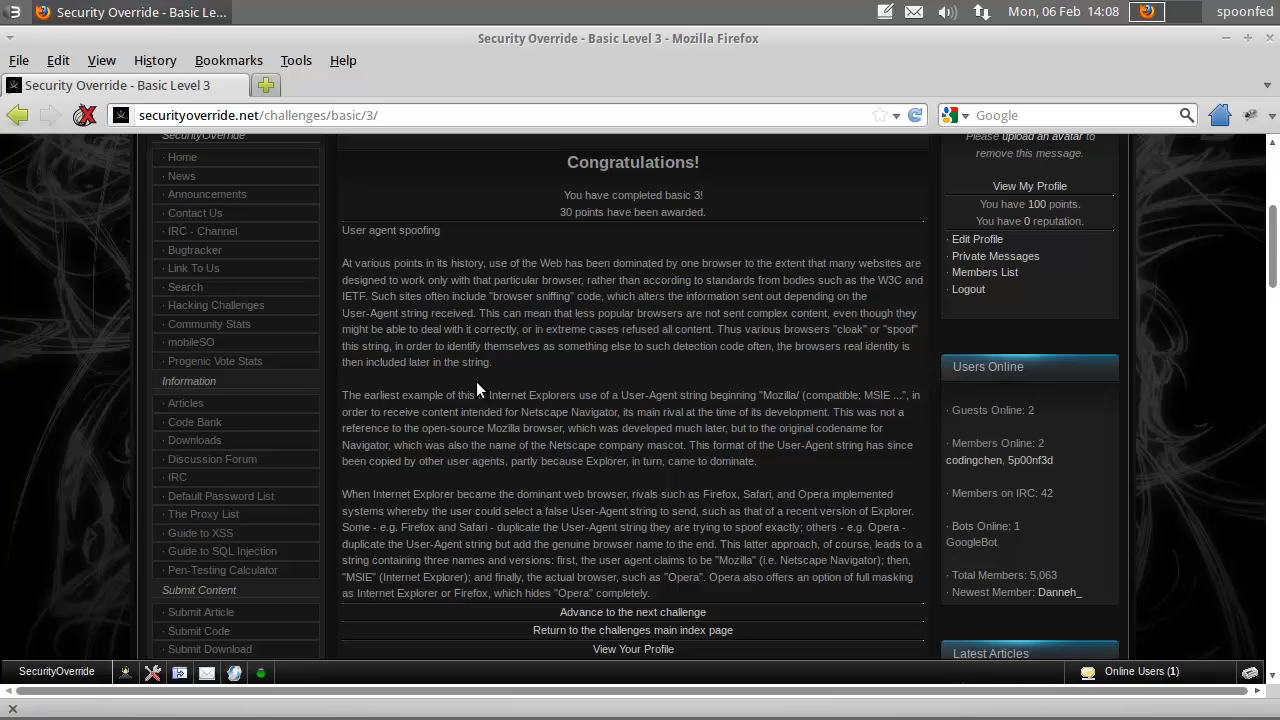 Security Override - Basic Le...
Mon, 06 Feb 14:08
spoonfed
Security Override - Basic Level 3 - Mozilla Firefox
File Edit View History Bookmarks Tools Help
Security Override - Basic Level 3
securityoverride.net/challenges/basic/3/
Google
SecurityOverride
· Home
· News
· Announcements
· Contact Us
· IRC - Channel
· Bugtracker
· Link To Us
· Search
· Hacking Challenges
· Community Stats
· mobileSO
· Progenic Vote Stats
Information
· Articles
· Code Bank
· Downloads
· Discussion Forum
· IRC
· Default Password List
· The Proxy List
· Guide to XSS
· Guide to SQL Injection
· Pen-Testing Calculator
Submit Content
· Submit Article
· Submit Code
· Submit Download
Congratulations!
You have completed basic 3!
30 points have been awarded.
User agent spoofing
At various points in its history, use of the Web has been dominated by one browser to the extent that many websites are
designed to work only with that particular browser, rather than according to standards from bodies such as the W3C and
IETF. Such sites often include "browser sniffing" code, which alters the information sent out depending on the
User-Agent string received. This can mean that less popular browsers are not sent complex content, even though they
might be able to deal with it correctly, or in extreme cases refused all content. Thus various browsers "cloak" or "spoof"
this string, in order to identify themselves as something else to such detection code often, the browsers real identity is
then included later in the string.
The earliest example of this Internet Explorers use of a User-Agent string beginning "Mozilla/ (compatible; MSIE ...", in
order to receive content intended for Netscape Navigator, its main rival at the time of its development. This was not a
reference to the open-source Mozilla browser, which was developed much later, but to the original codename for
Navigator, which was also the name of the Netscape company mascot. This format of the User-Agent string has since
been copied by other user agents, partly because Explorer, in turn, came to dominate.
When Internet Explorer became the dominant web browser, rivals such as Firefox, Safari, and Opera implemented
systems whereby the user could select a false User-Agent string to send, such as that of a recent version of Explorer.
Some - e.g. Firefox and Safari - duplicate the User-Agent string they are trying to spoof exactly; others - e.g. Opera -
duplicate the User-Agent string but add the genuine browser name to the end. This latter approach, of course, leads to a
string containing three names and versions: first, the user agent claims to be "Mozilla" (i.e. Netscape Navigator); then,
"MSIE" (Internet Explorer); and finally, the actual browser, such as "Opera". Opera also offers an option of full masking
as Internet Explorer or Firefox, which hides "Opera" completely.
Advance to the next challenge
Return to the challenges main index page
View Your Profile
Please upload an avatar to
remove this message.
View My Profile
You have 100 points.
You have 0 reputation.
· Edit Profile
· Private Messages
· Members List
· Logout
Users Online
· Guests Online: 2
· Members Online: 2
codingchen, 5p00nf3d
· Members on IRC: 42
· Bots Online: 1
GoogleBot
· Total Members: 5,063
· Newest Member: Danneh_
Latest Articles
SecurityOverride
Online Users (1)